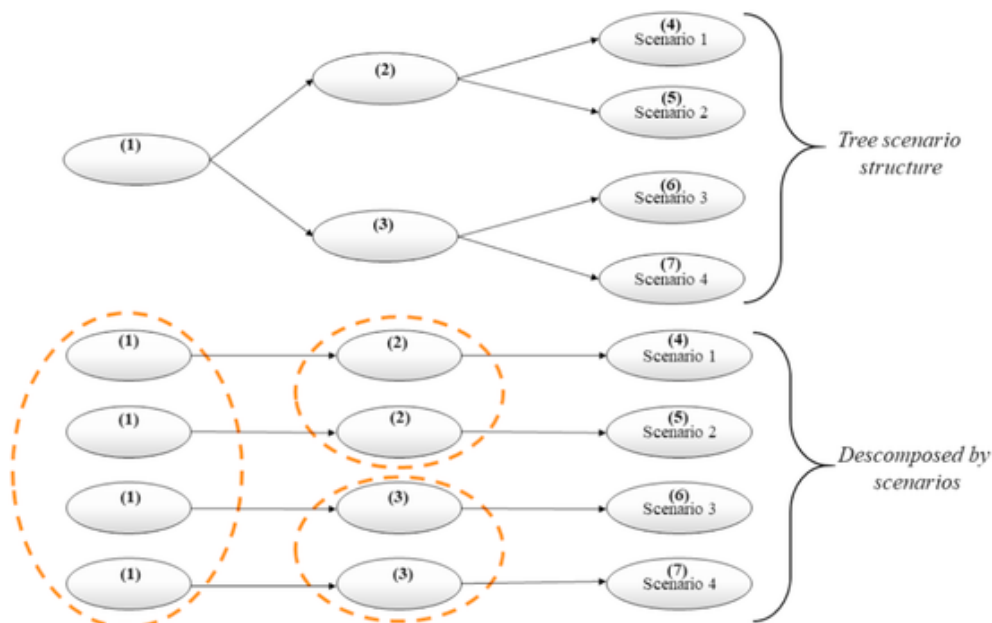 (4)
Scenario 1
(2)
(5)
Scenario 2
(1)
Tree scenario
structure
(6)
Scenario 3
(3)
(7)
Scenario 4
(1)
(2)
(4)
Scenario 1
(1)
(2)
(5)
Scenario 2
Descomposed by
scenarios
(1)
(3)
(6)
Scenario 3
(1)
(3)
(7)
Scenario 4